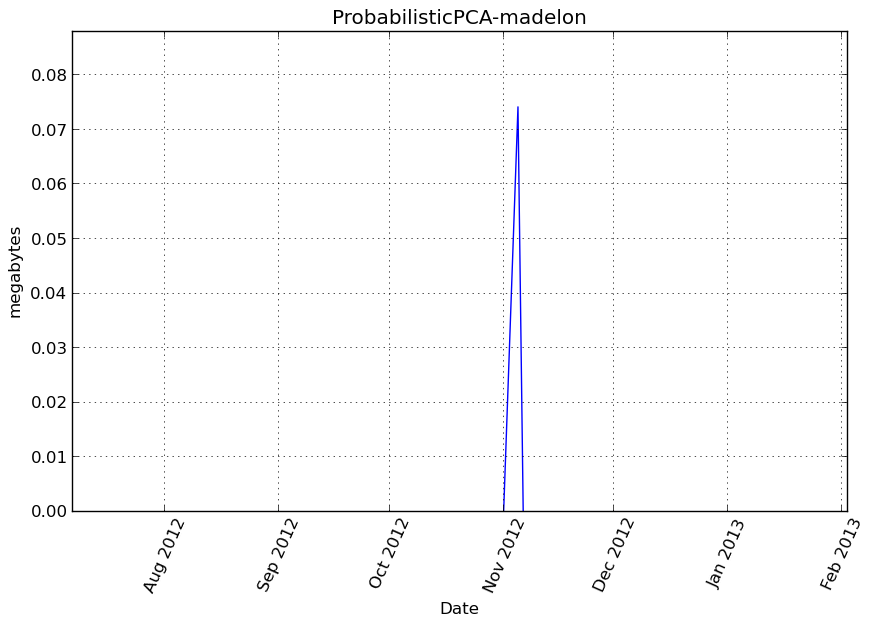 ProbabilisticPCA-madelon
0.08
0.07
0.06
0.05
0.04
0.03
0.02
0.01
0.00
megabytes
Aug 2012
Sep 2012
Oct 2012
Nov 2012
Dec 2012
Jan 2013
Feb 2013
Date